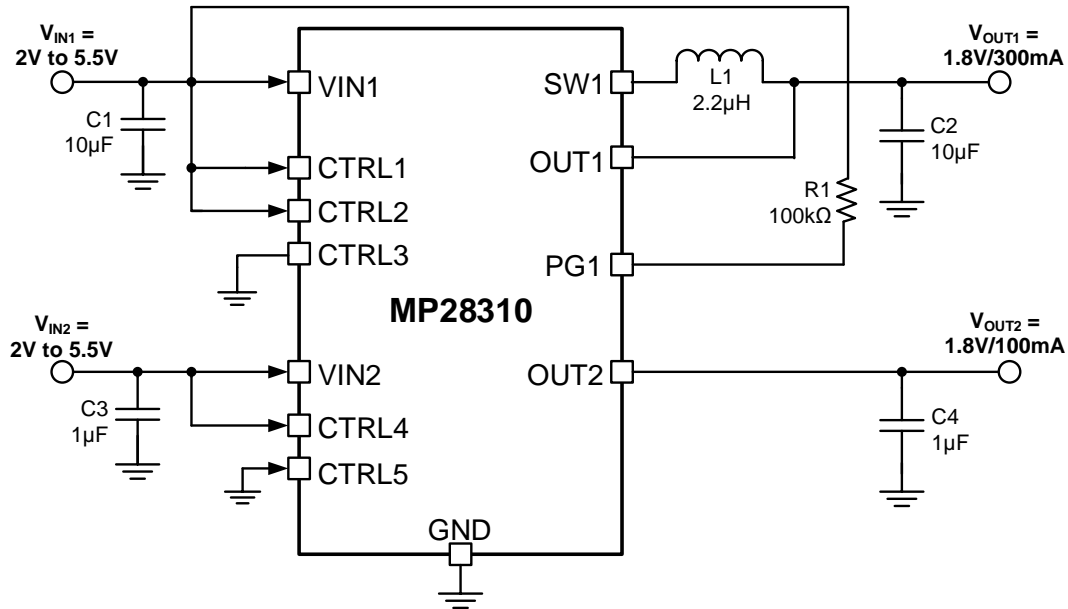 VIN1 =
2V to 5.5V
C1
10µF
VIN1
CTRL1
CTRL2
CTRL3
MP28310
VIN2 =
2V to 5.5V
C3
1µF
VIN2
CTRL4
CTRL5
GND
SW1
OUT1
PG1
OUT2
L1
2.2µH
R1
100kΩ
VOUT1 =
1.8V/300mA
C2
10µF
VOUT2 =
1.8V/100mA
C4
1µF